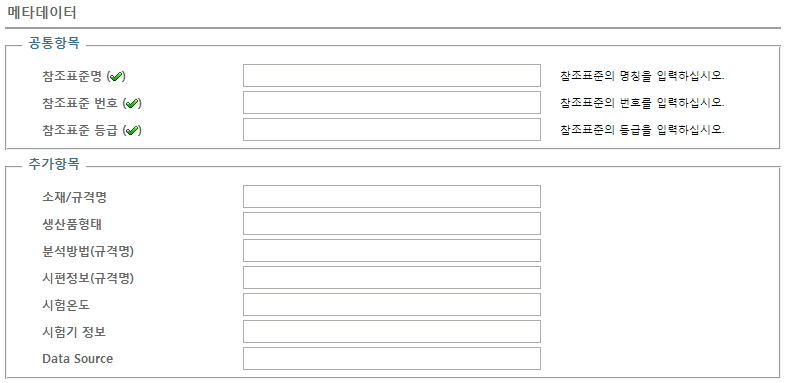 메타데이터
공통항목
참조표준명 (✔) 참조표준의 명칭을 입력하십시오.
참조표준 번호 (✔) 참조표준의 번호를 입력하십시오.
참조표준 등급 (✔) 참조표준의 등급을 입력하십시오.
추가항목
소재/규격명
생산품형태
분석방법(규격명)
시편정보(규격명)
시험온도
시험기 정보
Data Source